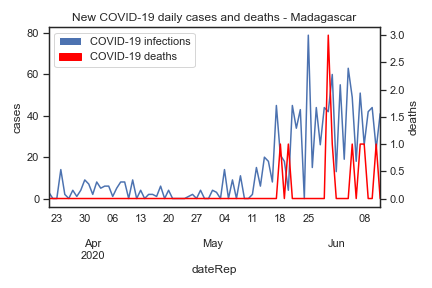 New COVID-19 daily cases and deaths - Madagascar
COVID-19 infections
COVID-19 deaths
80
60
40
20
0
cases
3.0
2.5
2.0
1.5
1.0
0.5
0.0
deaths
23 30 06 13 20 27 04 11 18 25 08
Apr May Jun
2020
dateRep